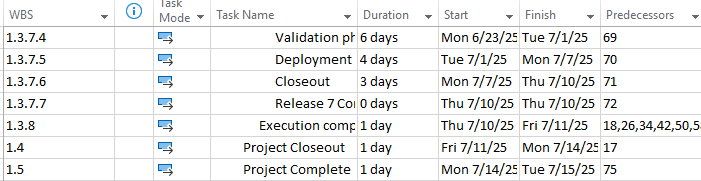 WBS Task Mode Task Name Duration Start Finish Predecessors
1.3.7.4 Validation ph 6 days Mon 6/23/25 Tue 7/1/25 69
1.3.7.5 Deployment 4 days Tue 7/1/25 Mon 7/7/25 70
1.3.7.6 Closeout 3 days Mon 7/7/25 Thu 7/10/25 71
1.3.7.7 Release 7 Con 0 days Thu 7/10/25 Thu 7/10/25 72
1.3.8 Execution comp 1 day Thu 7/10/25 Fri 7/11/25 18,26,34,42,50,5
1.4 Project Closeout 1 day Fri 7/11/25 Mon 7/14/25 17
1.5 Project Complete 1 day Mon 7/14/25 Tue 7/15/25 75